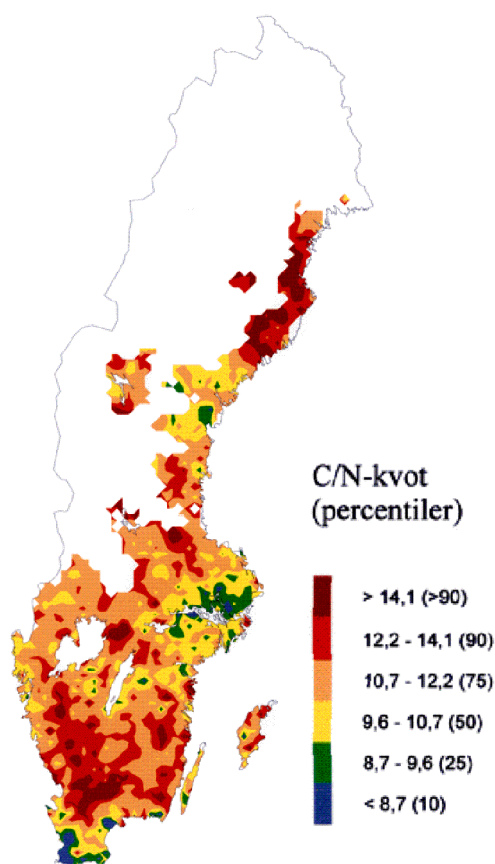 C/N-kvot
(percentiler)
> 14,1 (>90)
12,2 - 14,1 (90)
10,7 - 12,2 (75)
9,6 - 10,7 (50)
8,7 - 9,6 (25)
< 8,7 (10)